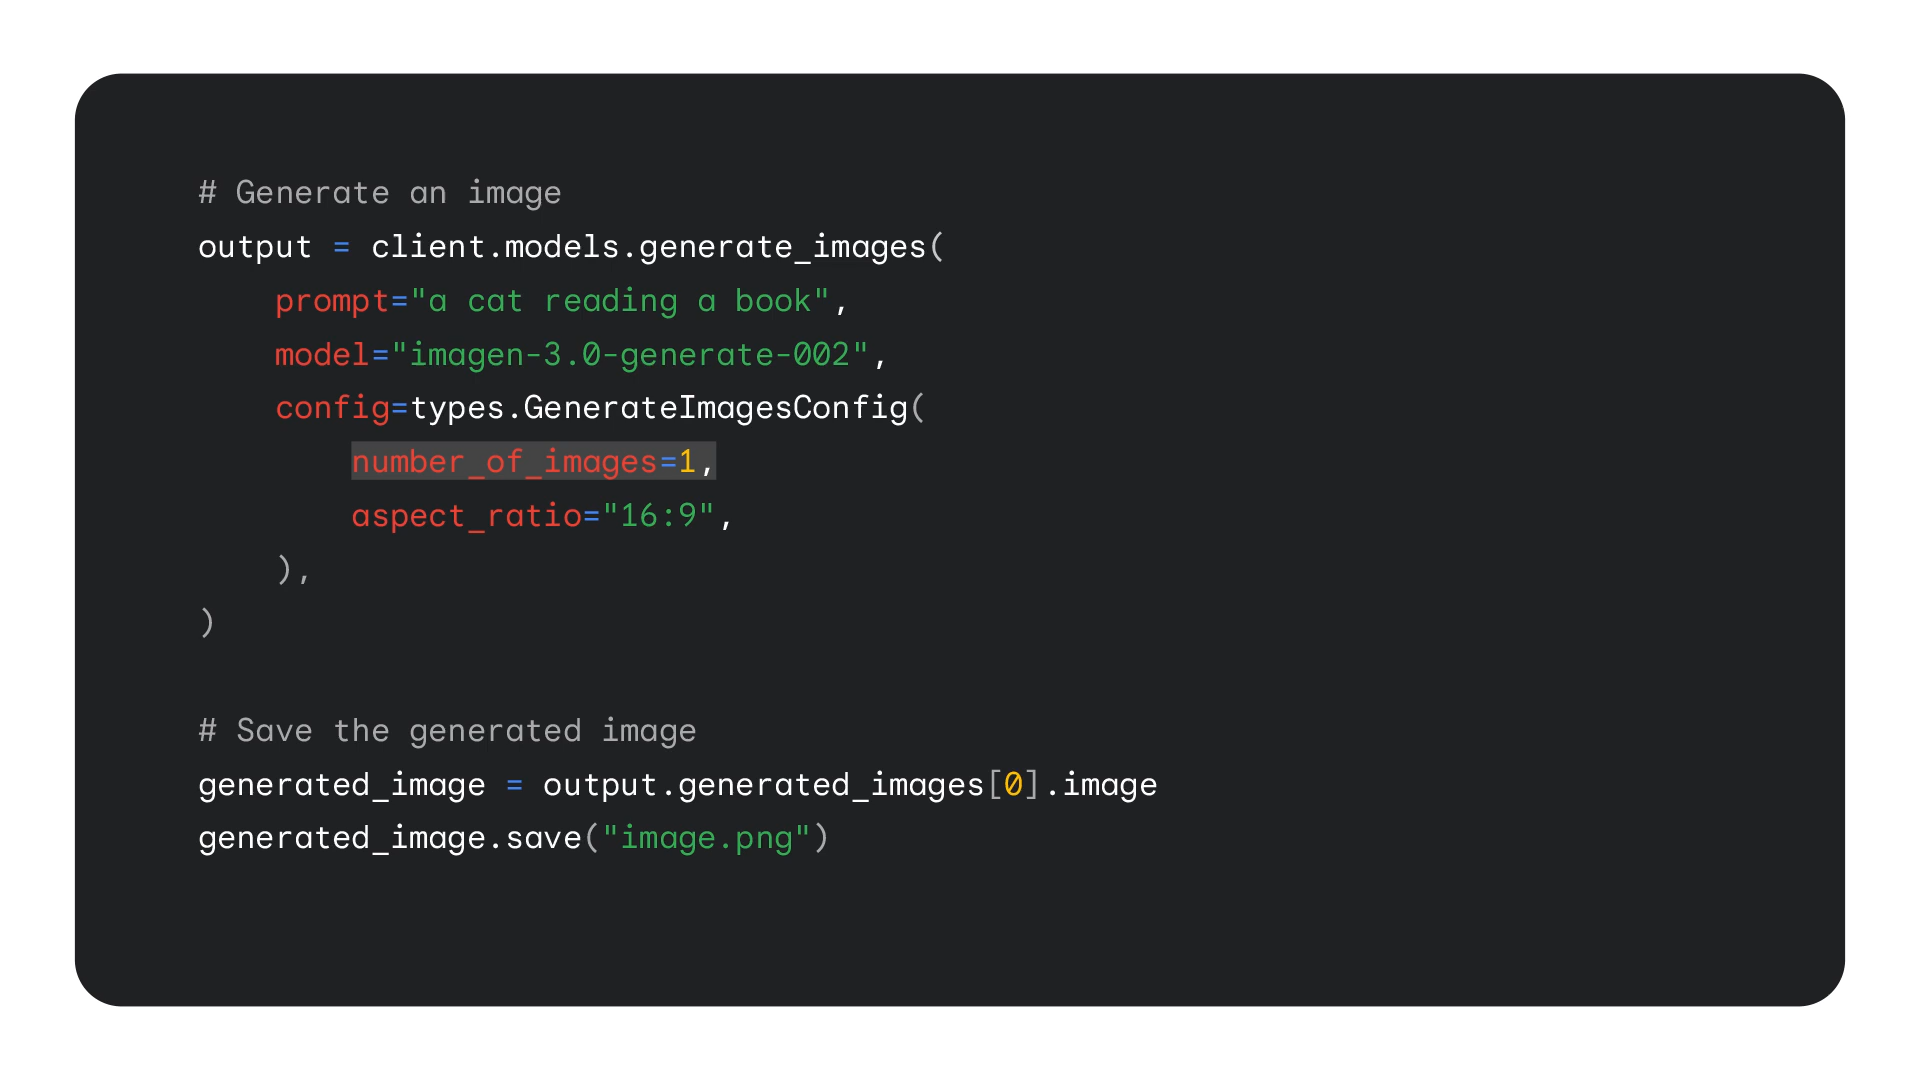 # Generate an image
output = client.models.generate_images(
    prompt="a cat reading a book",
    model="imagen-3.0-generate-002",
    config=types.GenerateImagesConfig(
        number_of_images=1,
        aspect_ratio="16:9",
    ),
)

# Save the generated image
generated_image = output.generated_images[0].image
generated_image.save("image.png")